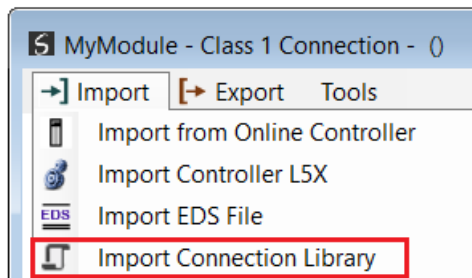 MyModule - Class 1 Connection - ()
Import Export Tools
Import from Online Controller
Import Controller L5X
EDS Import EDS File
Import Connection Library